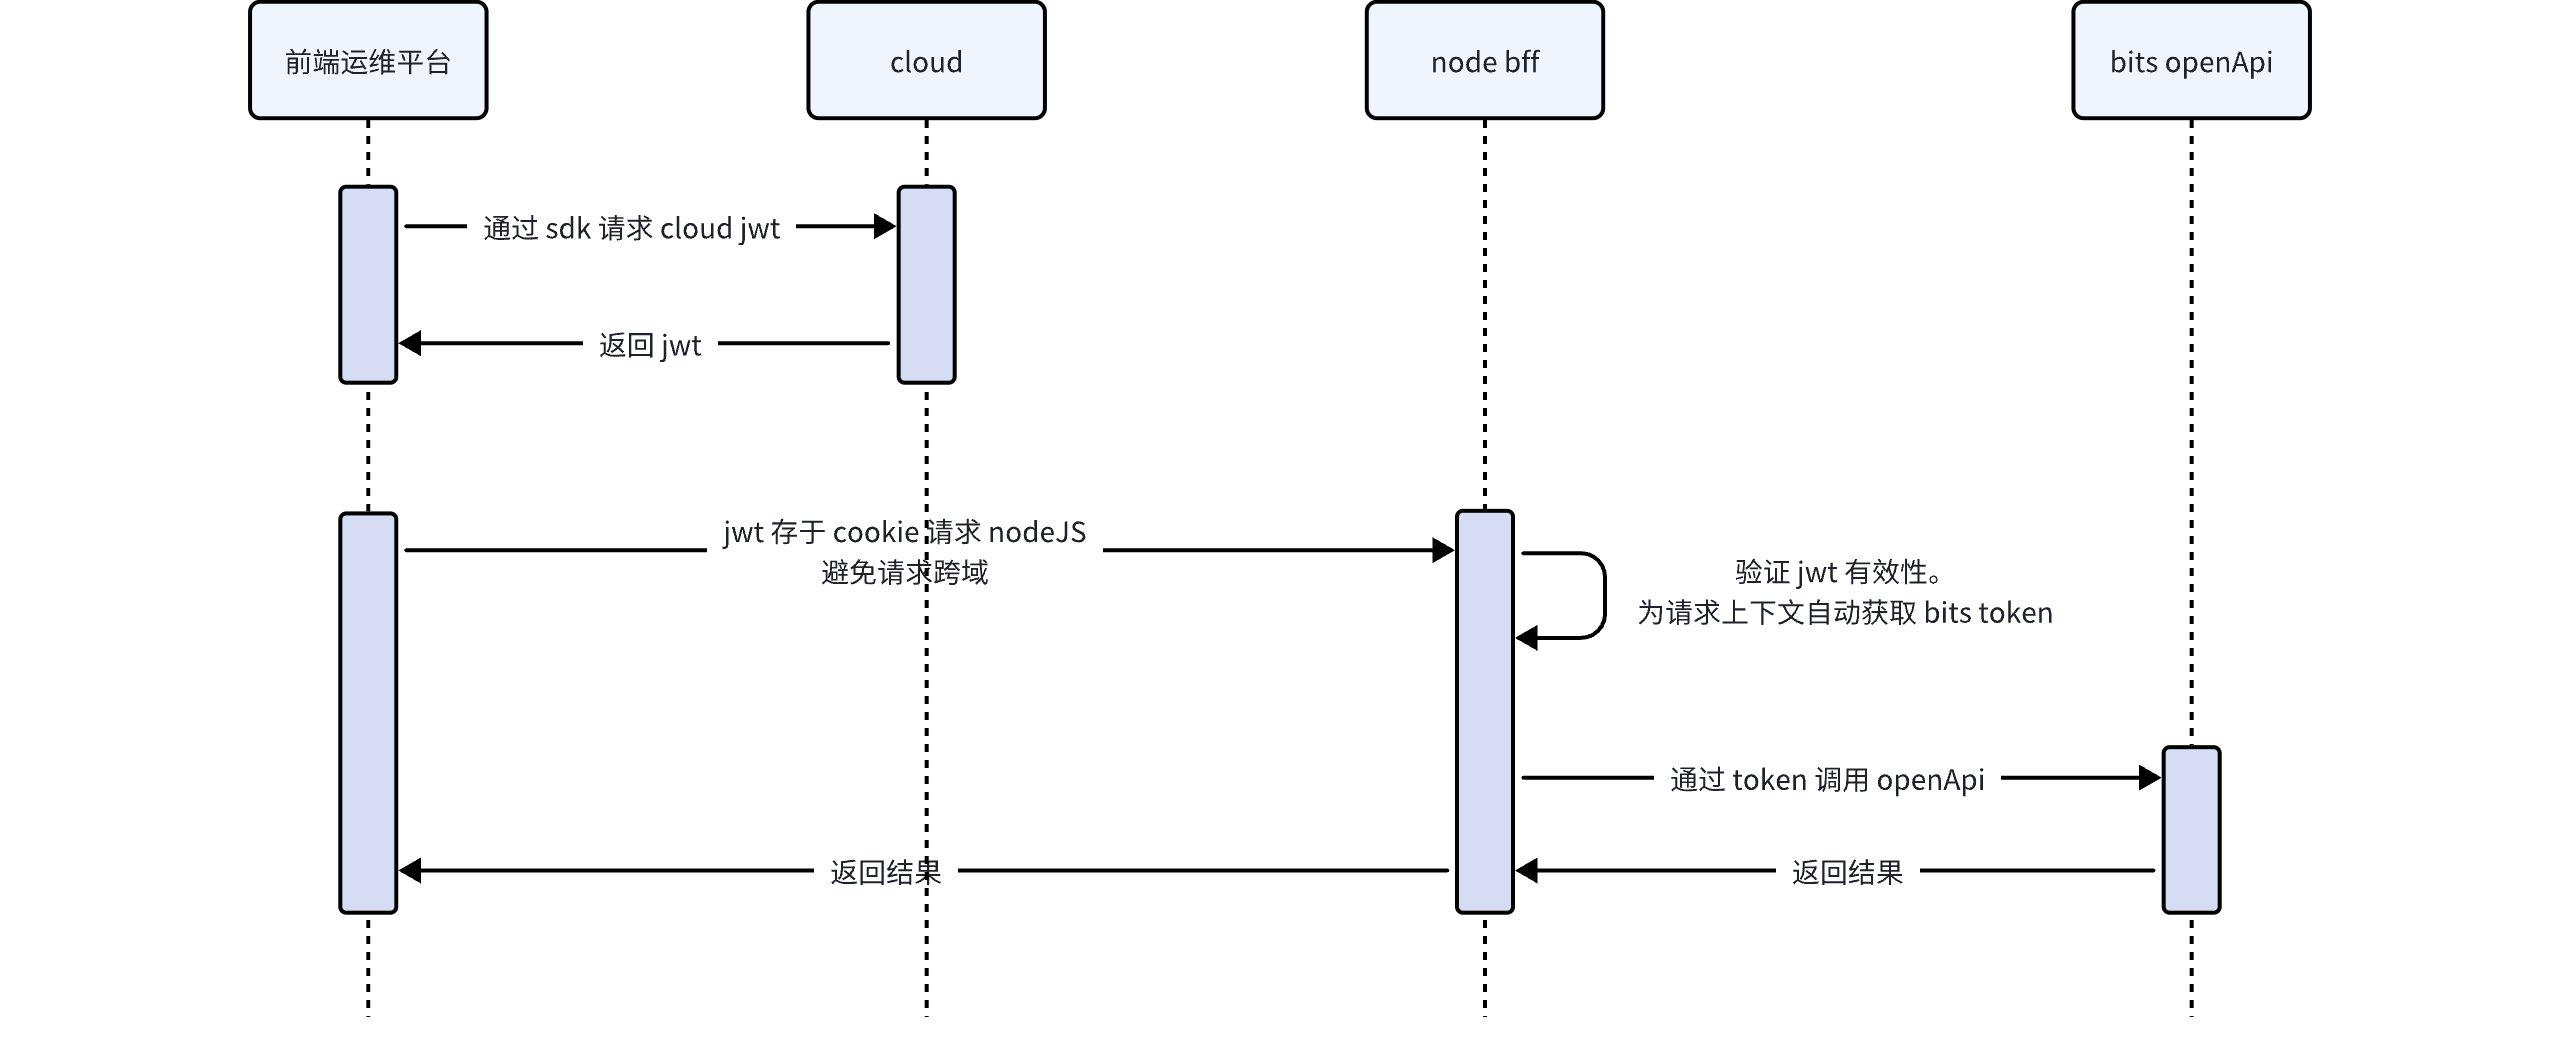 前端运维平台
cloud
node bff
bits openApi
通过 sdk 请求 cloud jwt
返回 jwt
jwt 存于 cookie 请求 nodeJS
避免请求跨域
验证 jwt 有效性。
为请求上下文自动获取 bits token
通过 token 调用 openApi
返回结果
返回结果